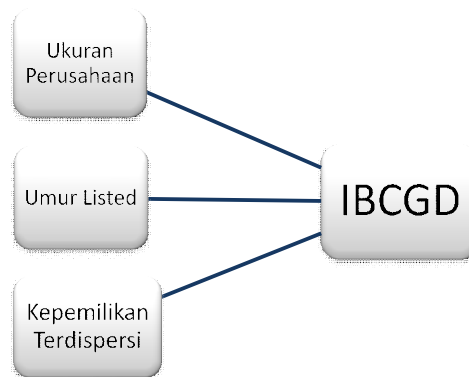 Ukuran
Perusahaan
Umur Listed
IBCGD
Kepemilikan
Terdispersi